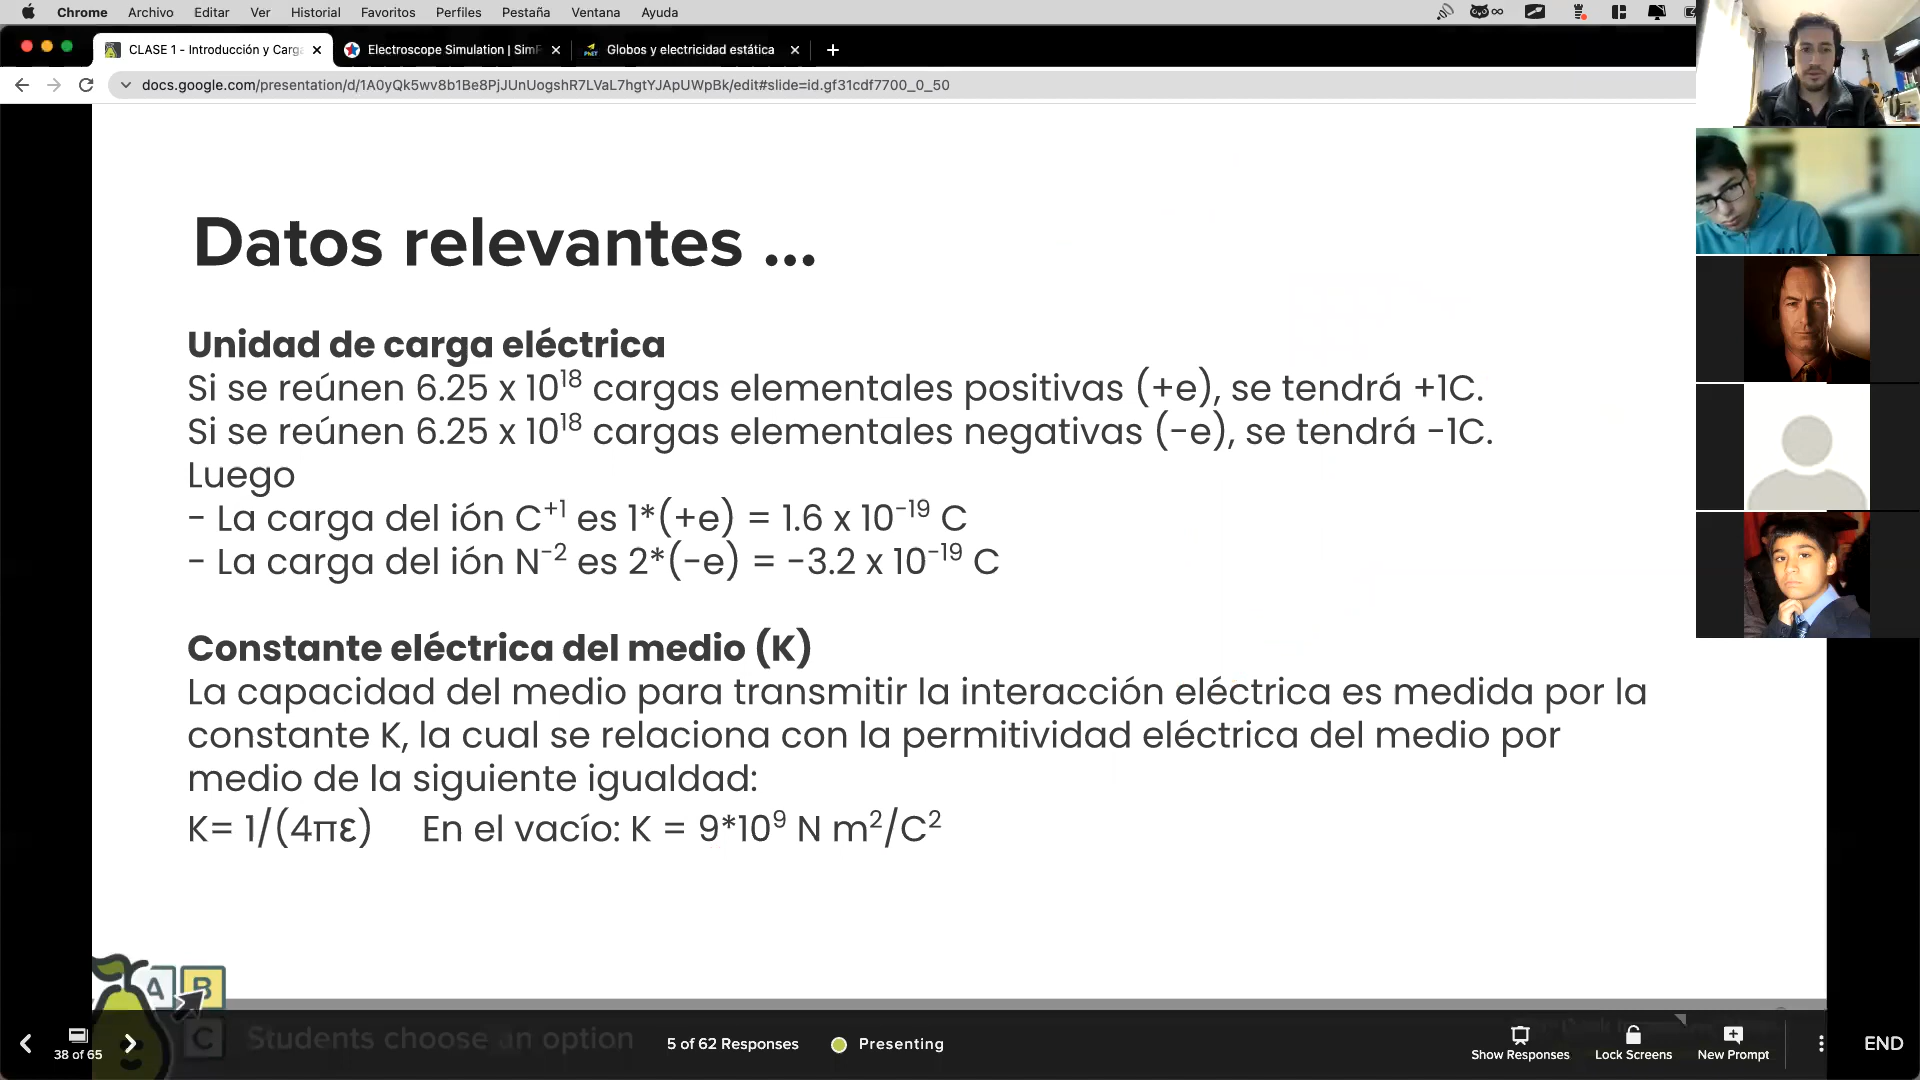 Chrome Archivo Editar Ver Historial Favoritos Perfiles Pestaña Ventana Ayuda
CLASE 1 - Introducción y Carga
Electroscope Simulation | Sim
Globos y electricidad estática
docs.google.com/presentation/d/1A0yQk5wv8b1Be8PjJUnUogshR7LVaL7hgtYJApUWpBk/edit#slide=id.gf31cdf7700_0_50
Datos relevantes ...
Unidad de carga eléctrica
Si se reúnen 6.25 x 10¹⁸ cargas elementales positivas (+e), se tendrá +1C.
Si se reúnen 6.25 x 10¹⁸ cargas elementales negativas (-e), se tendrá -1C.
Luego
- La carga del ión C⁺¹ es 1*(+e) = 1.6 x 10⁻¹⁹ C
- La carga del ión N⁻² es 2*(-e) = -3.2 x 10⁻¹⁹ C
Constante eléctrica del medio (K)
La capacidad del medio para transmitir la interacción eléctrica es medida por la
constante K, la cual se relaciona con la permitividad eléctrica del medio por
medio de la siguiente igualdad:
K= 1/(4πε) En el vacío: K = 9*10⁹ N m²/C²
A B
C Students choose an option
38 of 65
5 of 62 Responses
Presenting
Show Responses
Lock Screens
New Prompt
END